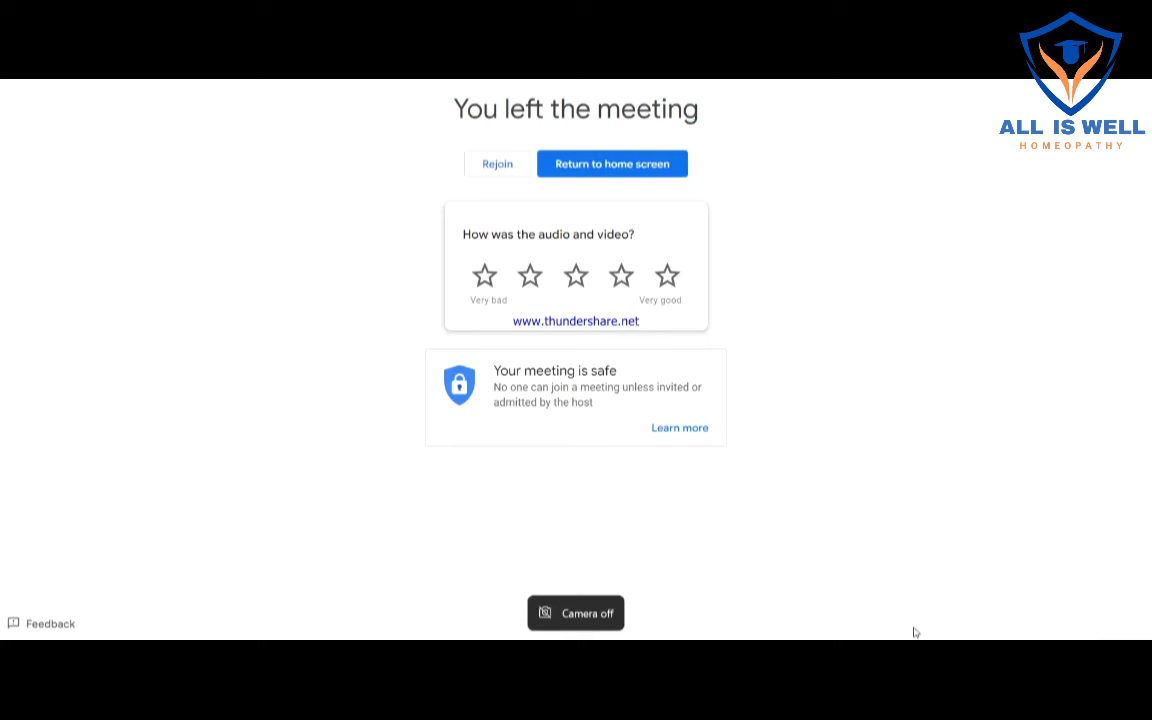 ALL IS WELL
HOMEOPATHY
You left the meeting
Rejoin
Return to home screen
How was the audio and video?
Very bad
Very good
www.thundershare.net
Your meeting is safe
No one can join a meeting unless invited or
admitted by the host
Learn more
Camera off
Feedback